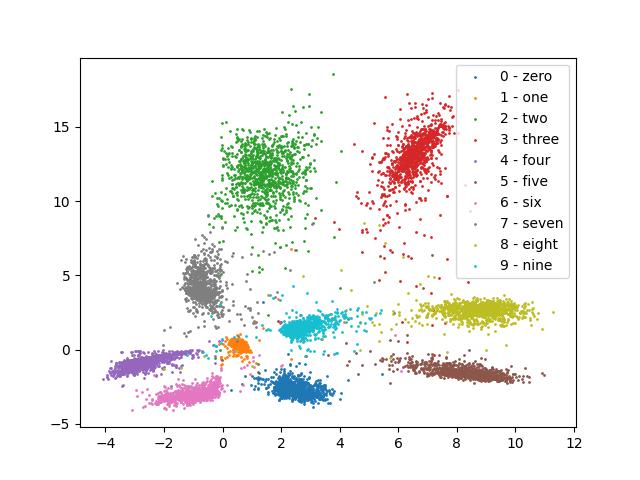 0 - zero
1 - one
2 - two
3 - three
4 - four
5 - five
6 - six
7 - seven
8 - eight
9 - nine
15
10
5
0
−5
−4 −2 0 2 4 6 8 10 12